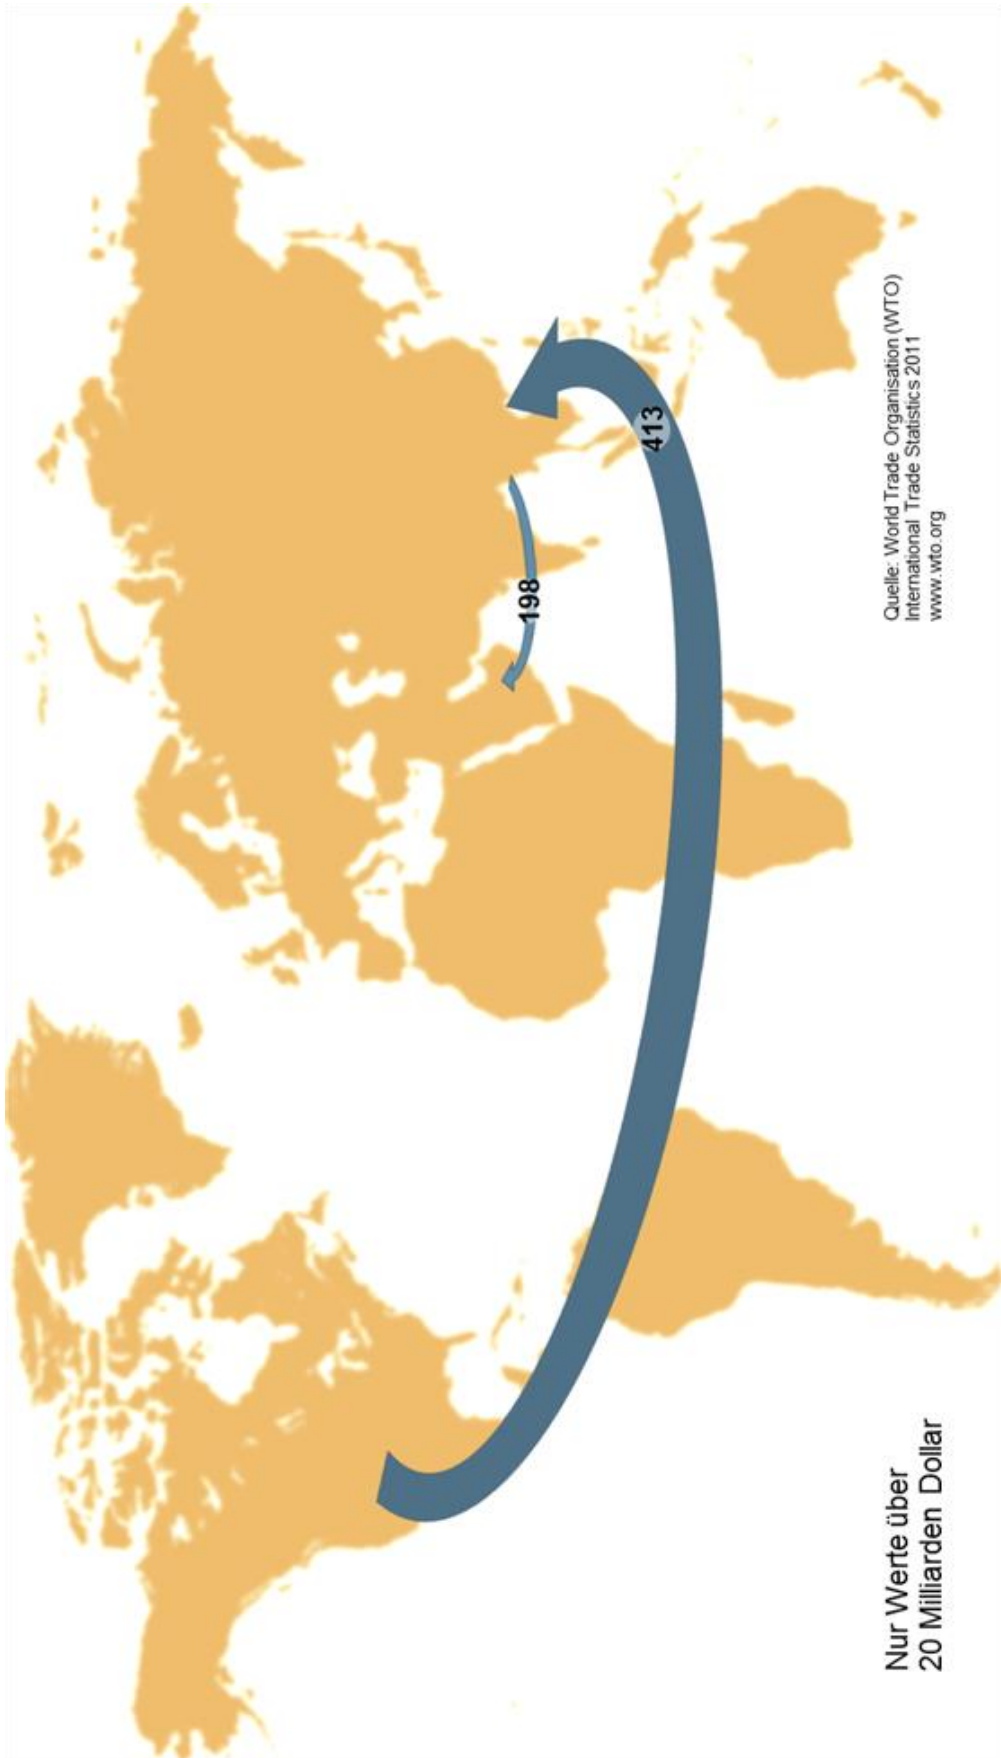 198
413
Nur Werte über
20 Milliarden Dollar
Quelle: World Trade Organisation (WTO)
International Trade Statistics 2011
www.wto.org